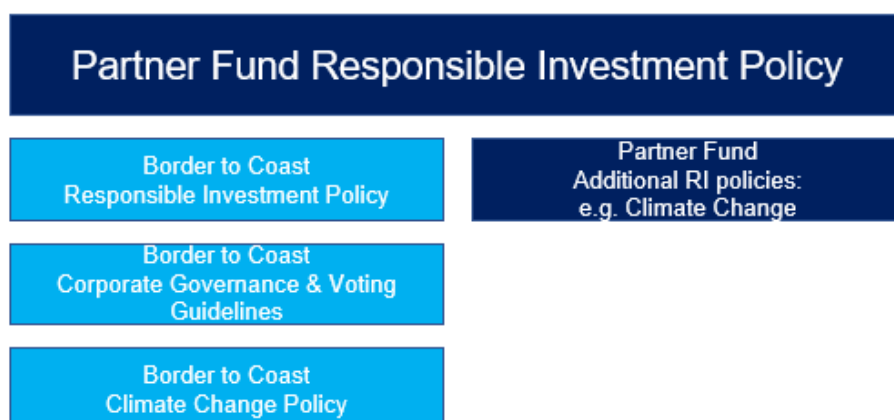 Partner Fund Responsible Investment Policy
Border to Coast
Responsible Investment Policy
Partner Fund
Additional RI policies:
e.g. Climate Change
Border to Coast
Corporate Governance & Voting
Guidelines
Border to Coast
Climate Change Policy